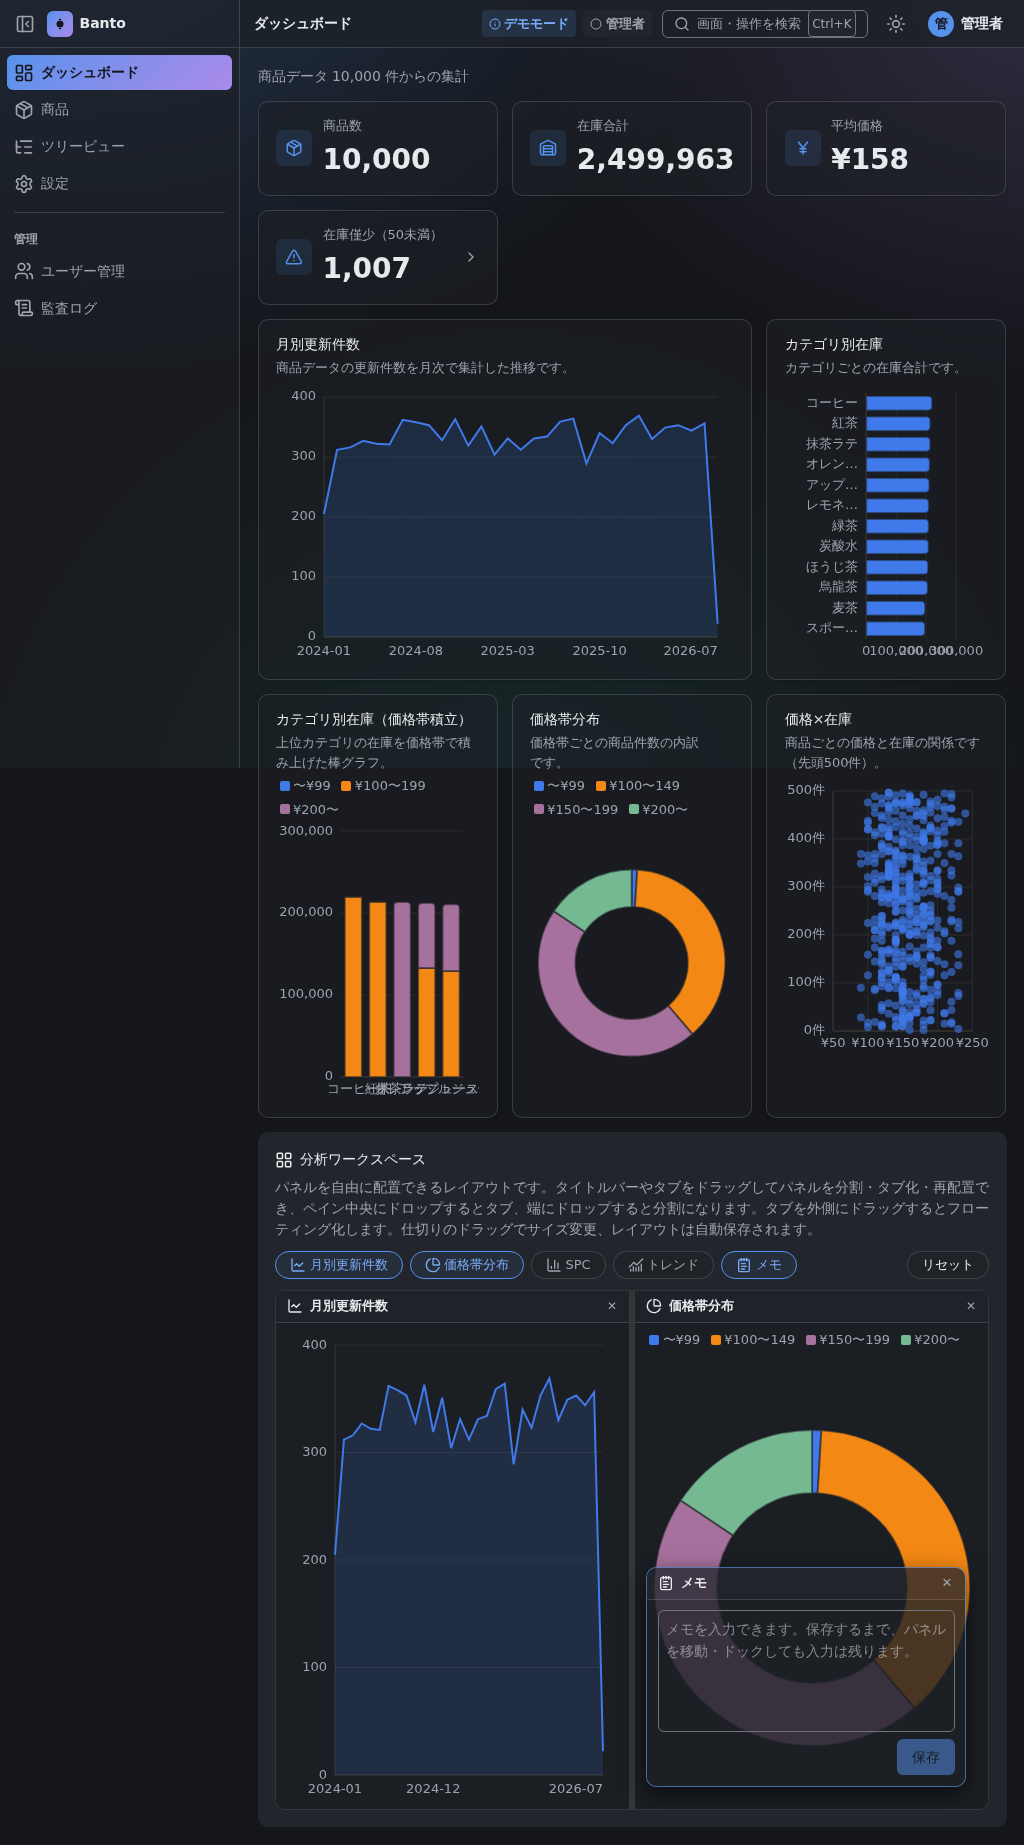 Banto
ダッシュボード
デモモード
管理者
画面・操作を検索
Ctrl+K
管 管理者
ダッシュボード
商品
ツリービュー
設定
管理
ユーザー管理
監査ログ
商品データ 10,000 件からの集計
商品数
10,000
在庫合計
2,499,963
平均価格
¥158
在庫僅少（50未満）
1,007
月別更新件数
商品データの更新件数を月次で集計した推移です。
400
300
200
100
0
2024-01 2024-08 2025-03 2025-10 2026-07
カテゴリ別在庫
カテゴリごとの在庫合計です。
コーヒー
紅茶
抹茶ラテ
オレン…
アップ…
レモネ…
緑茶
炭酸水
ほうじ茶
烏龍茶
麦茶
スポー…
0 100,000 200,000 300,000
カテゴリ別在庫（価格帯積立）
上位カテゴリの在庫を価格帯で積
み上げた棒グラフ。
〜¥99 ¥100〜199
¥200〜
300,000
200,000
100,000
0
価格帯分布
価格帯ごとの商品件数の内訳
です。
〜¥99 ¥100〜149
¥150〜199 ¥200〜
価格×在庫
商品ごとの価格と在庫の関係です
（先頭500件）。
500件
400件
300件
200件
100件
0件
¥50 ¥100 ¥150 ¥200 ¥250
分析ワークスペース
パネルを自由に配置できるレイアウトです。タイトルバーやタブをドラッグしてパネルを分割・タブ化・再配置で
き、ペイン中央にドロップするとタブ、端にドロップすると分割になります。タブを外側にドラッグするとフロー
ティング化します。仕切りのドラッグでサイズ変更、レイアウトは自動保存されます。
月別更新件数 価格帯分布 SPC トレンド メモ リセット
月別更新件数 ×
400
300
200
100
0
2024-01 2024-12 2026-07
価格帯分布 ×
〜¥99 ¥100〜149 ¥150〜199 ¥200〜
メモ ×
メモを入力できます。保存するまで、パネル
を移動・ドックしても入力は残ります。
保存